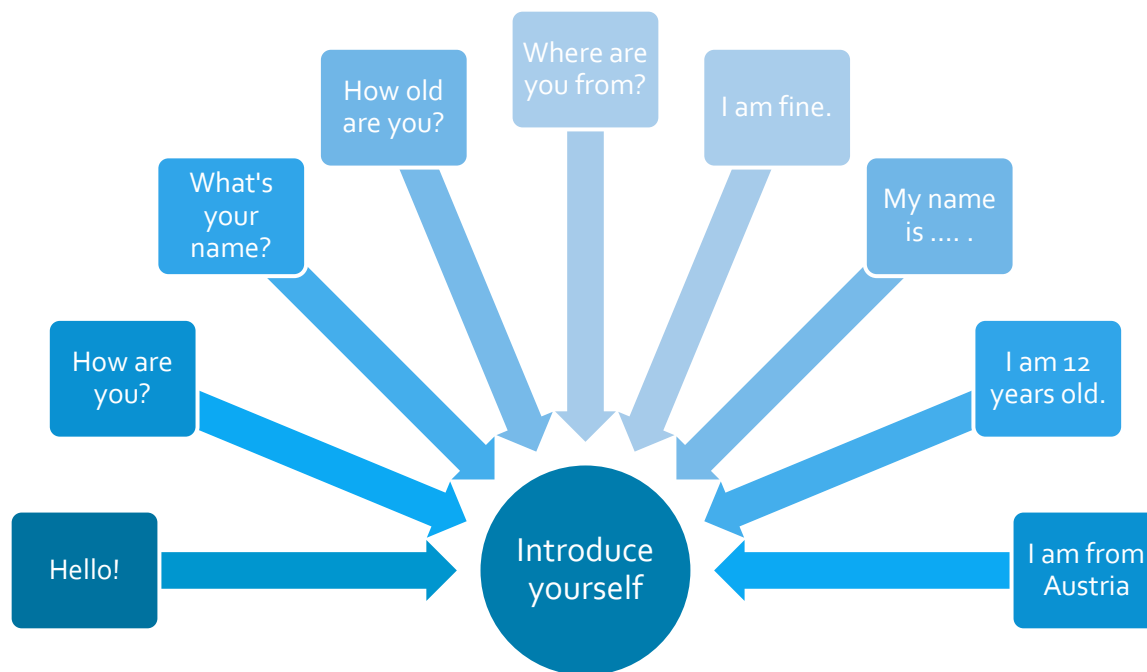 Hello!
How are
you?
What's
your
name?
How old
are you?
Where are
you from?
I am fine.
My name
is .... .
I am 12
years old.
I am from
Austria
Introduce
yourself